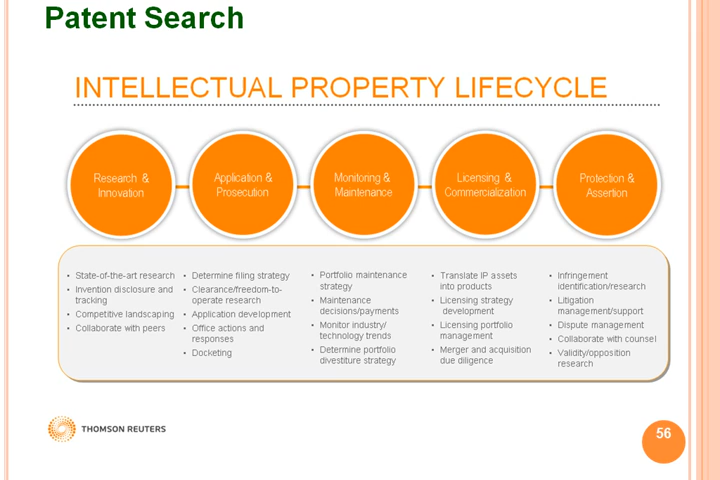 Patent Search
INTELLECTUAL PROPERTY LIFECYCLE
Research &
Innovation
Application &
Prosecution
Monitoring &
Maintenance
Licensing &
Commercialization
Protection &
Assertion
• State-of-the-art research
• Invention disclosure and
tracking
• Competitive landscaping
• Collaborate with peers
• Determine filing strategy
• Clearance/freedom-to-
operate research
• Application development
• Office actions and
responses
• Docketing
• Portfolio maintenance
strategy
• Maintenance
decisions/payments
• Monitor industry/
technology trends
• Determine portfolio
divestiture strategy
• Translate IP assets
into products
• Licensing strategy
development
• Licensing portfolio
management
• Merger and acquisition
due diligence
• Infringement
identification/research
• Litigation
management/support
• Dispute management
• Collaborate with counsel
• Validity/opposition
research
THOMSON REUTERS
56